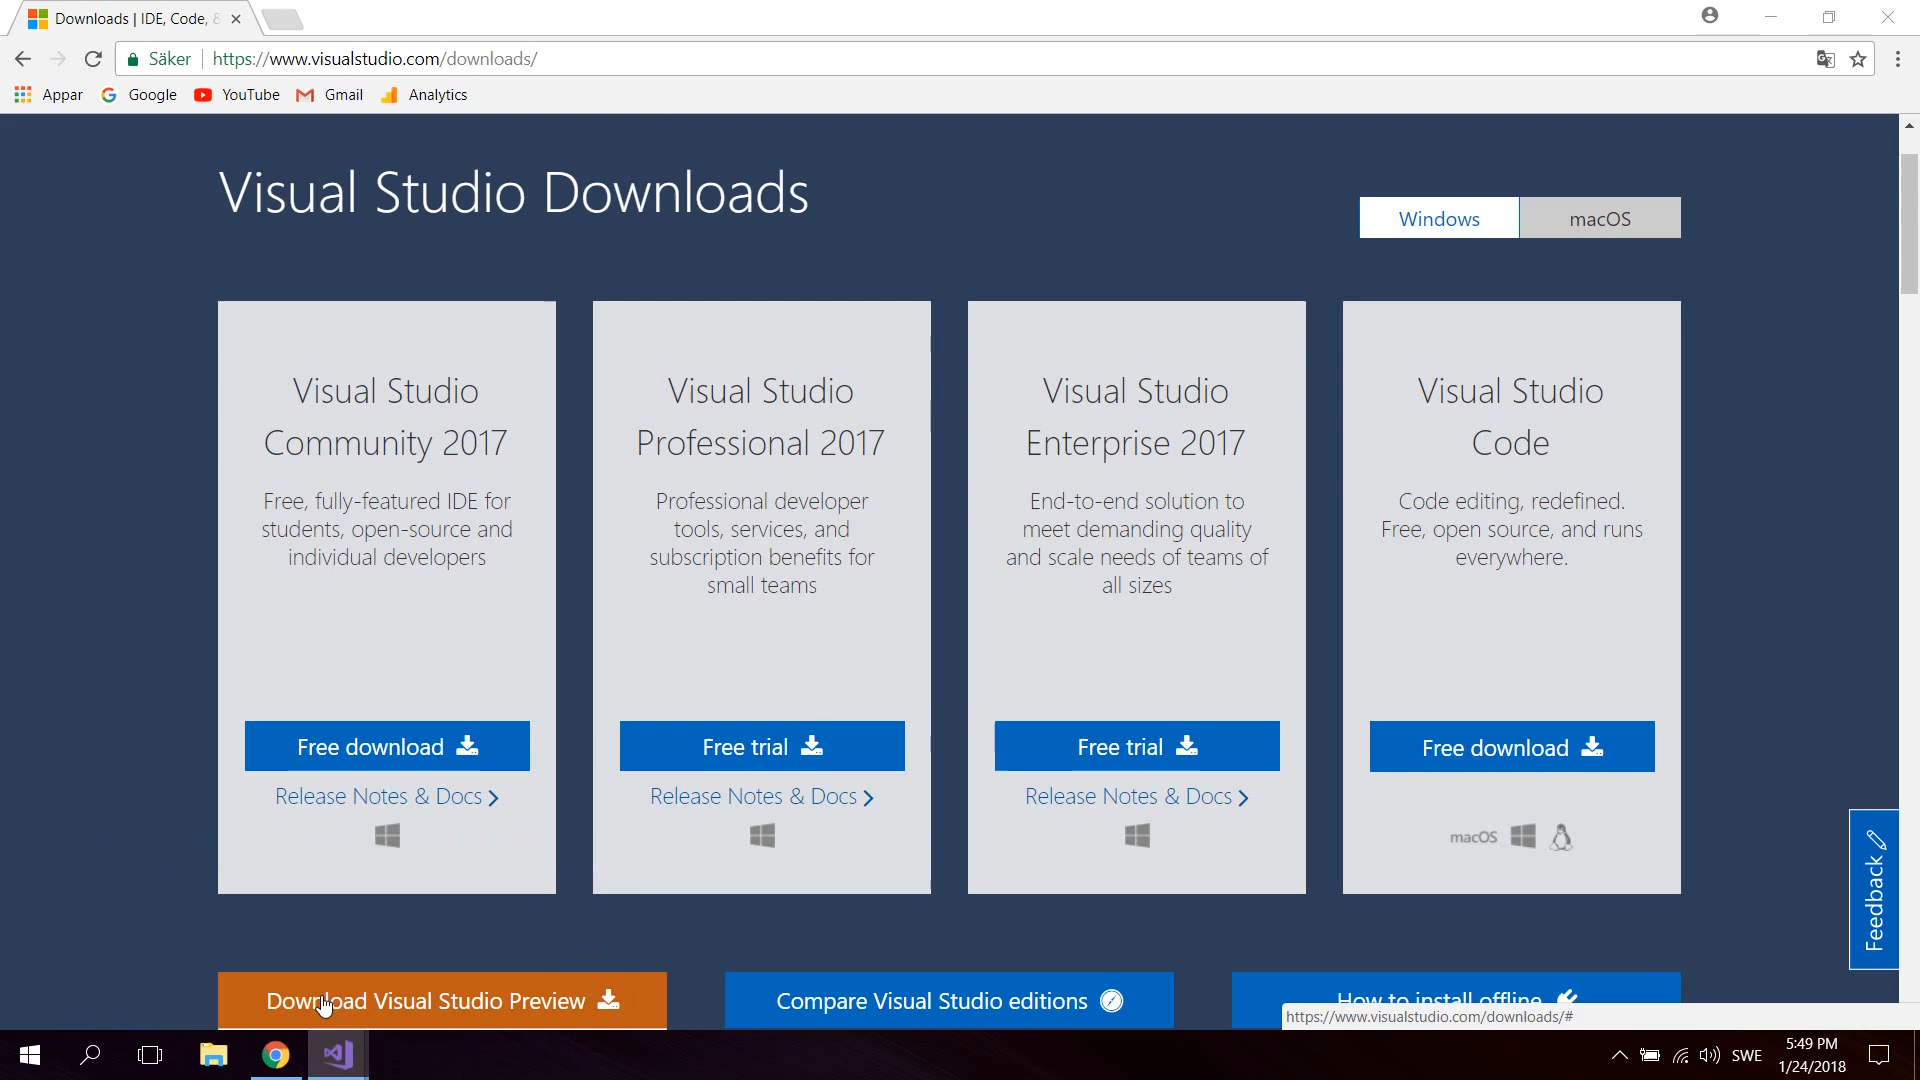 Downloads | IDE, Code, &
Säker
https://www.visualstudio.com/downloads/
Appar
Google
YouTube
Gmail
Analytics
Visual Studio Downloads
Windows
macOS
Visual Studio
Community 2017
Free, fully-featured IDE for
students, open-source and
individual developers
Free download
Release Notes & Docs
Visual Studio
Professional 2017
Professional developer
tools, services, and
subscription benefits for
small teams
Free trial
Release Notes & Docs
Visual Studio
Enterprise 2017
End-to-end solution to
meet demanding quality
and scale needs of teams of
all sizes
Free trial
Release Notes & Docs
Visual Studio
Code
Code editing, redefined.
Free, open source, and runs
everywhere.
Free download
macOS
Feedback
Download Visual Studio Preview
Compare Visual Studio editions
How to install offline
https://www.visualstudio.com/downloads/#
SWE
5:49 PM
1/24/2018